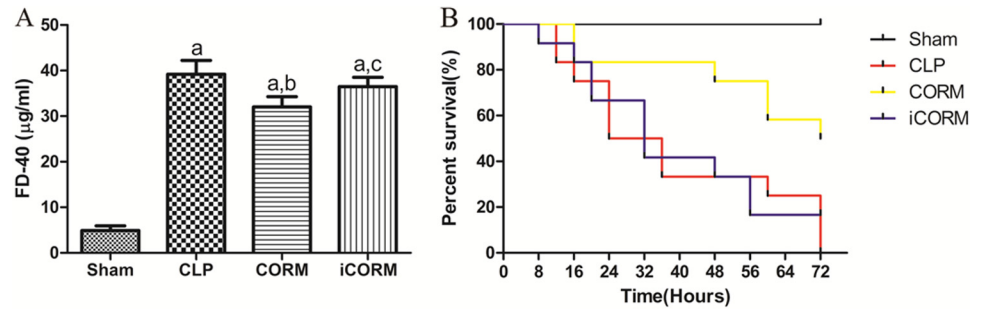 A
FD-40 (μg/ml)
50
40
30
20
10
0
a
a,b
a,c
Sham
CLP
CORM
iCORM
B
Percent survival(%)
100
80
60
40
20
0
0 8 16 24 32 40 48 56 64 72
Time(Hours)
Sham
CLP
CORM
iCORM